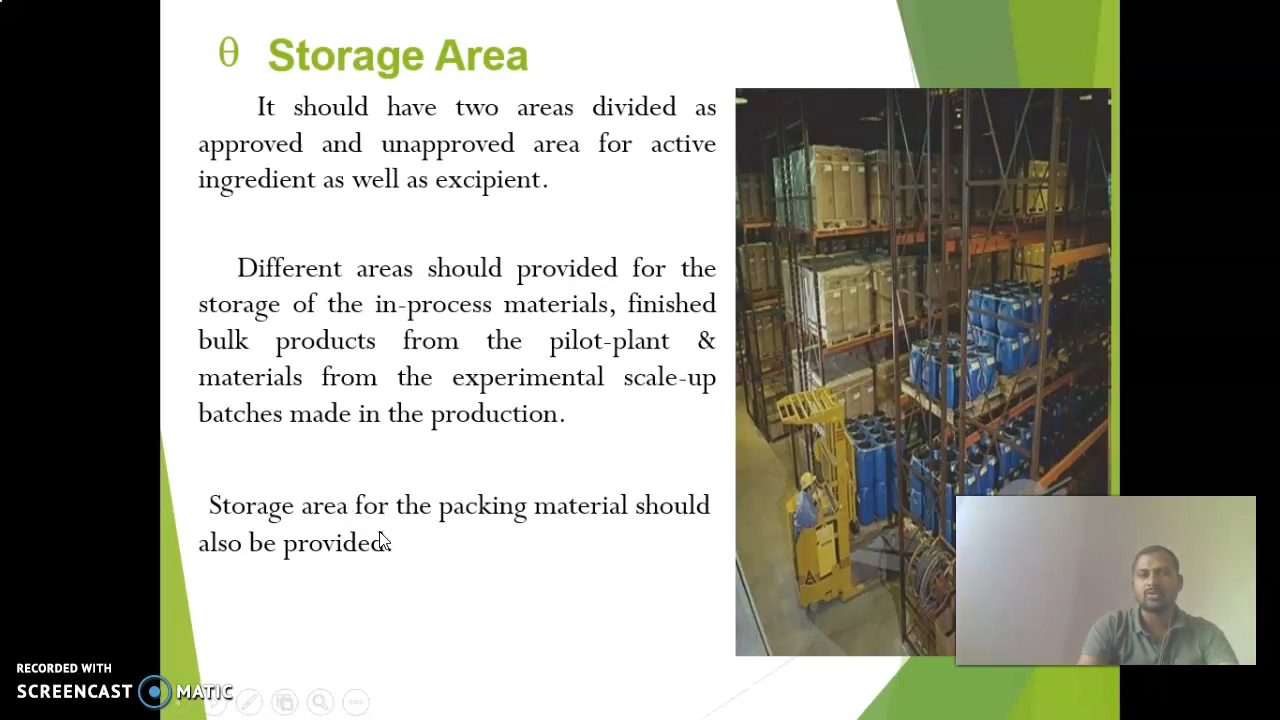 θ Storage Area
It should have two areas divided as
approved and unapproved area for active
ingredient as well as excipient.
Different areas should provided for the
storage of the in-process materials, finished
bulk products from the pilot-plant &
materials from the experimental scale-up
batches made in the production.
Storage area for the packing material should
also be provided.
RECORDED WITH
SCREENCAST MATIC